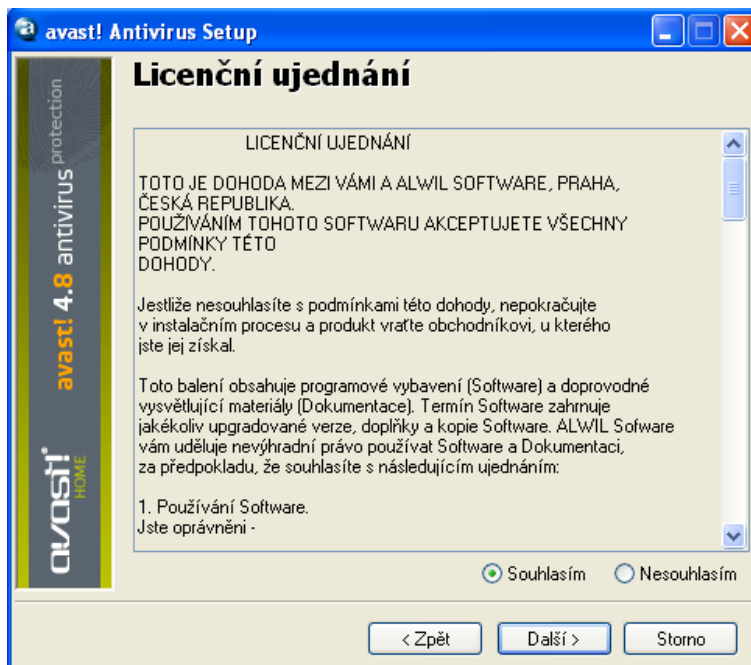 avast! Antivirus Setup
Licenční ujednání
avast! 4.8 antivirus protection
avast!
HOME
LICENČNÍ UJEDNÁNÍ
TOTO JE DOHODA MEZI VÁMI A ALWIL SOFTWARE, PRAHA,
ČESKÁ REPUBLIKA.
POUŽÍVÁNÍM TOHOTO SOFTWARU AKCEPTUJETE VŠECHNY
PODMÍNKY TÉTO
DOHODY.
Jestliže nesouhlasíte s podmínkami této dohody, nepokračujte
v instalačním procesu a produkt vraťte obchodníkovi, u kterého
jste jej získal.
Toto balení obsahuje programové vybavení (Software) a doprovodné
vysvětlující materiály (Dokumentace). Termín Software zahrnuje
jakékoliv upgradované verze, doplňky a kopie Software. ALWIL Sofware
vám uděluje nevýhradní právo používat Software a Dokumentaci,
za předpokladu, že souhlasíte s následujícím ujednáním:
1. Používání Software.
Jste oprávněni -
Souhlasím Nesouhlasím
< Zpět Další > Storno